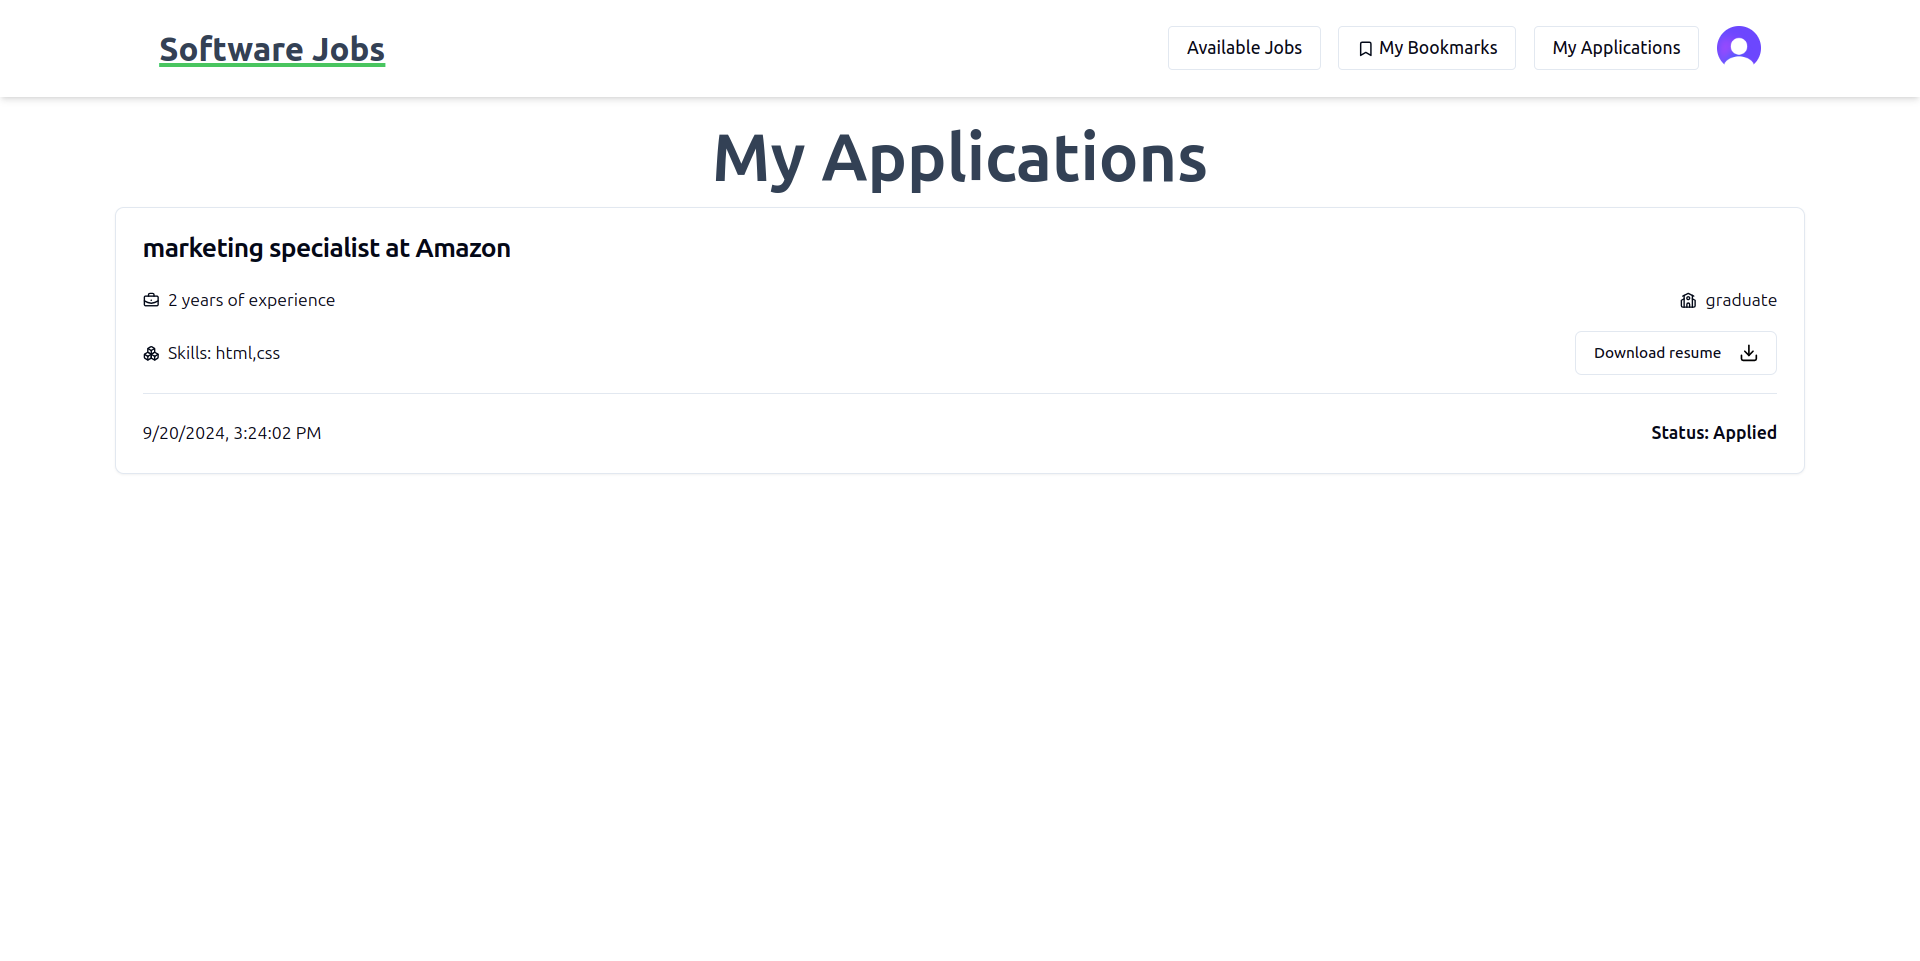 Software Jobs
Available Jobs
My Bookmarks
My Applications
My Applications
marketing specialist at Amazon
2 years of experience
graduate
Skills: html,css
Download resume
9/20/2024, 3:24:02 PM
Status: Applied